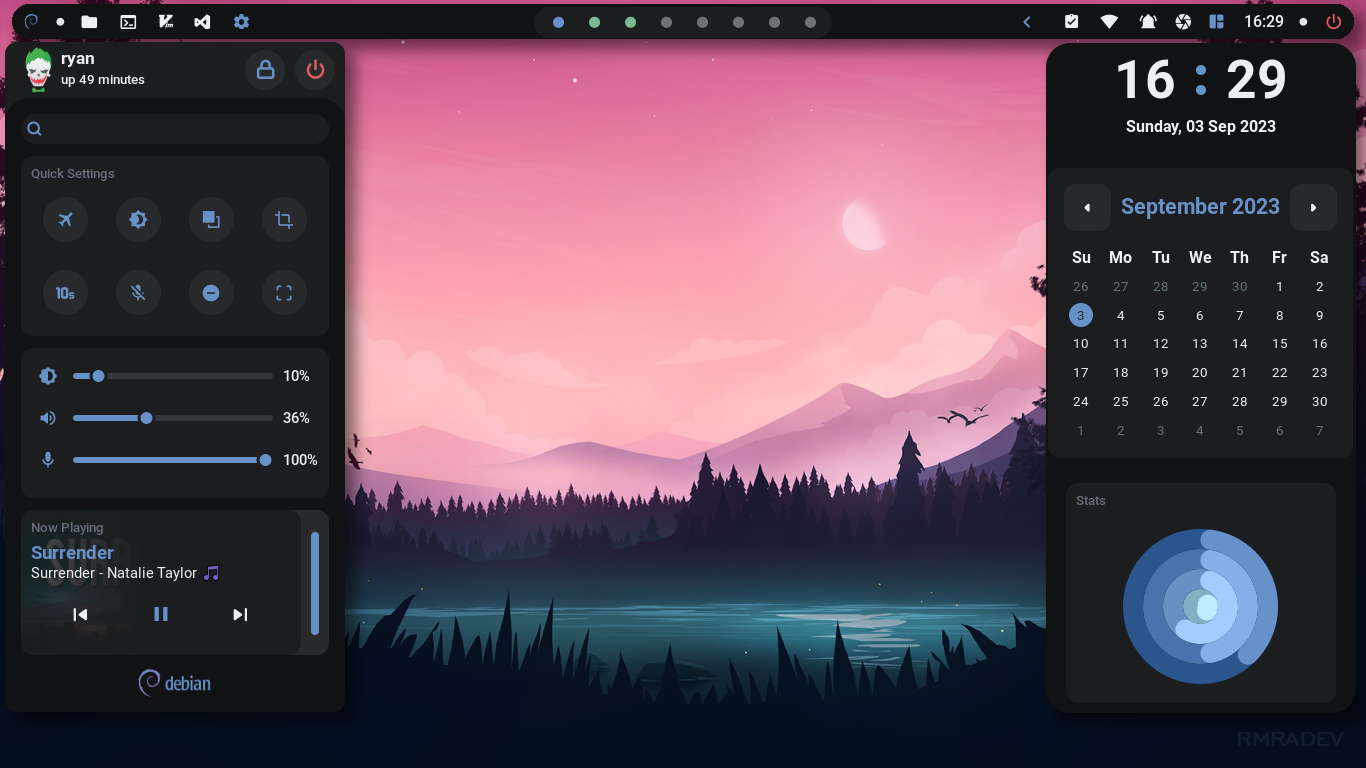 16:29
ryan
up 49 minutes
Quick Settings
10s
10%
36%
100%
Now Playing
Surrender
Surrender - Natalie Taylor
debian
16 : 29
Sunday, 03 Sep 2023
September 2023
Su Mo Tu We Th Fr Sa
26 27 28 29 30 1 2
3 4 5 6 7 8 9
10 11 12 13 14 15 16
17 18 19 20 21 22 23
24 25 26 27 28 29 30
1 2 3 4 5 6 7
Stats
RMRADEV